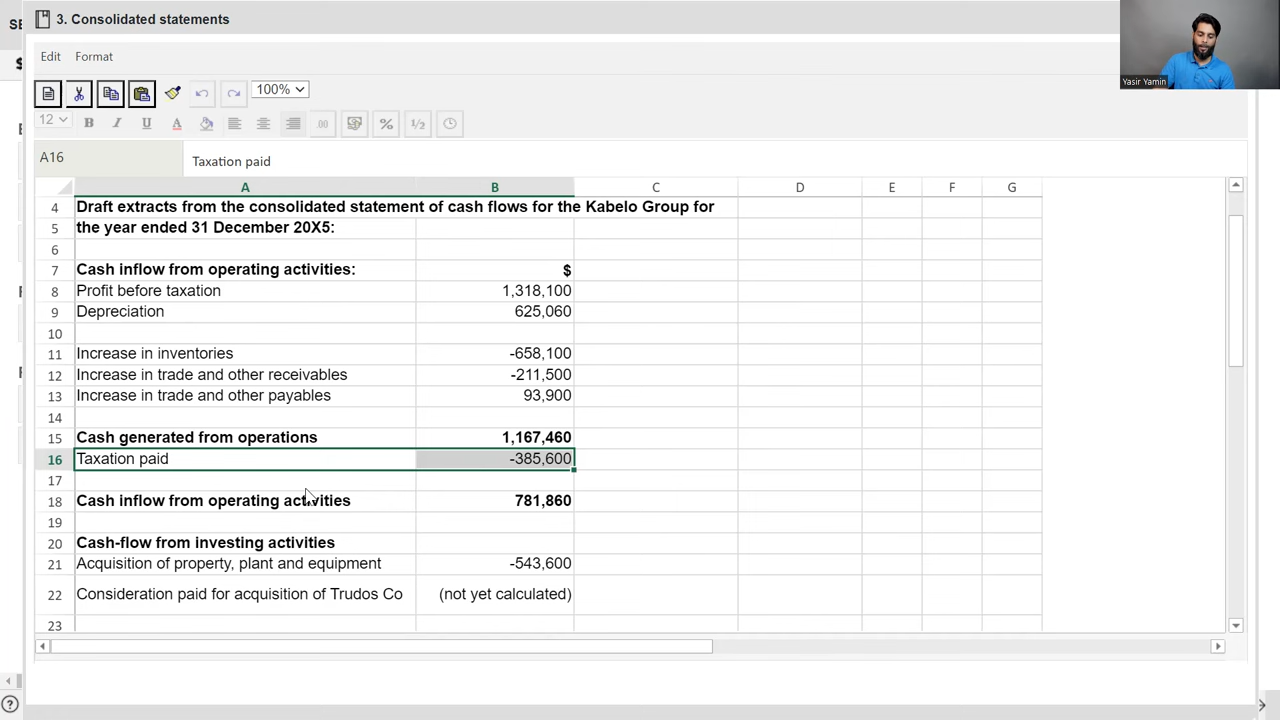 3. Consolidated statements
Yasir Yamin
Edit Format
100%
12 B I U A .00 % ½
A16 Taxation paid
A B C D E F G
4 Draft extracts from the consolidated statement of cash flows for the Kabelo Group for
5 the year ended 31 December 20X5:
6
7 Cash inflow from operating activities: $
8 Profit before taxation 1,318,100
9 Depreciation 625,060
10
11 Increase in inventories -658,100
12 Increase in trade and other receivables -211,500
13 Increase in trade and other payables 93,900
14
15 Cash generated from operations 1,167,460
16 Taxation paid -385,600
17
18 Cash inflow from operating activities 781,860
19
20 Cash-flow from investing activities
21 Acquisition of property, plant and equipment -543,600
22 Consideration paid for acquisition of Trudos Co (not yet calculated)
23